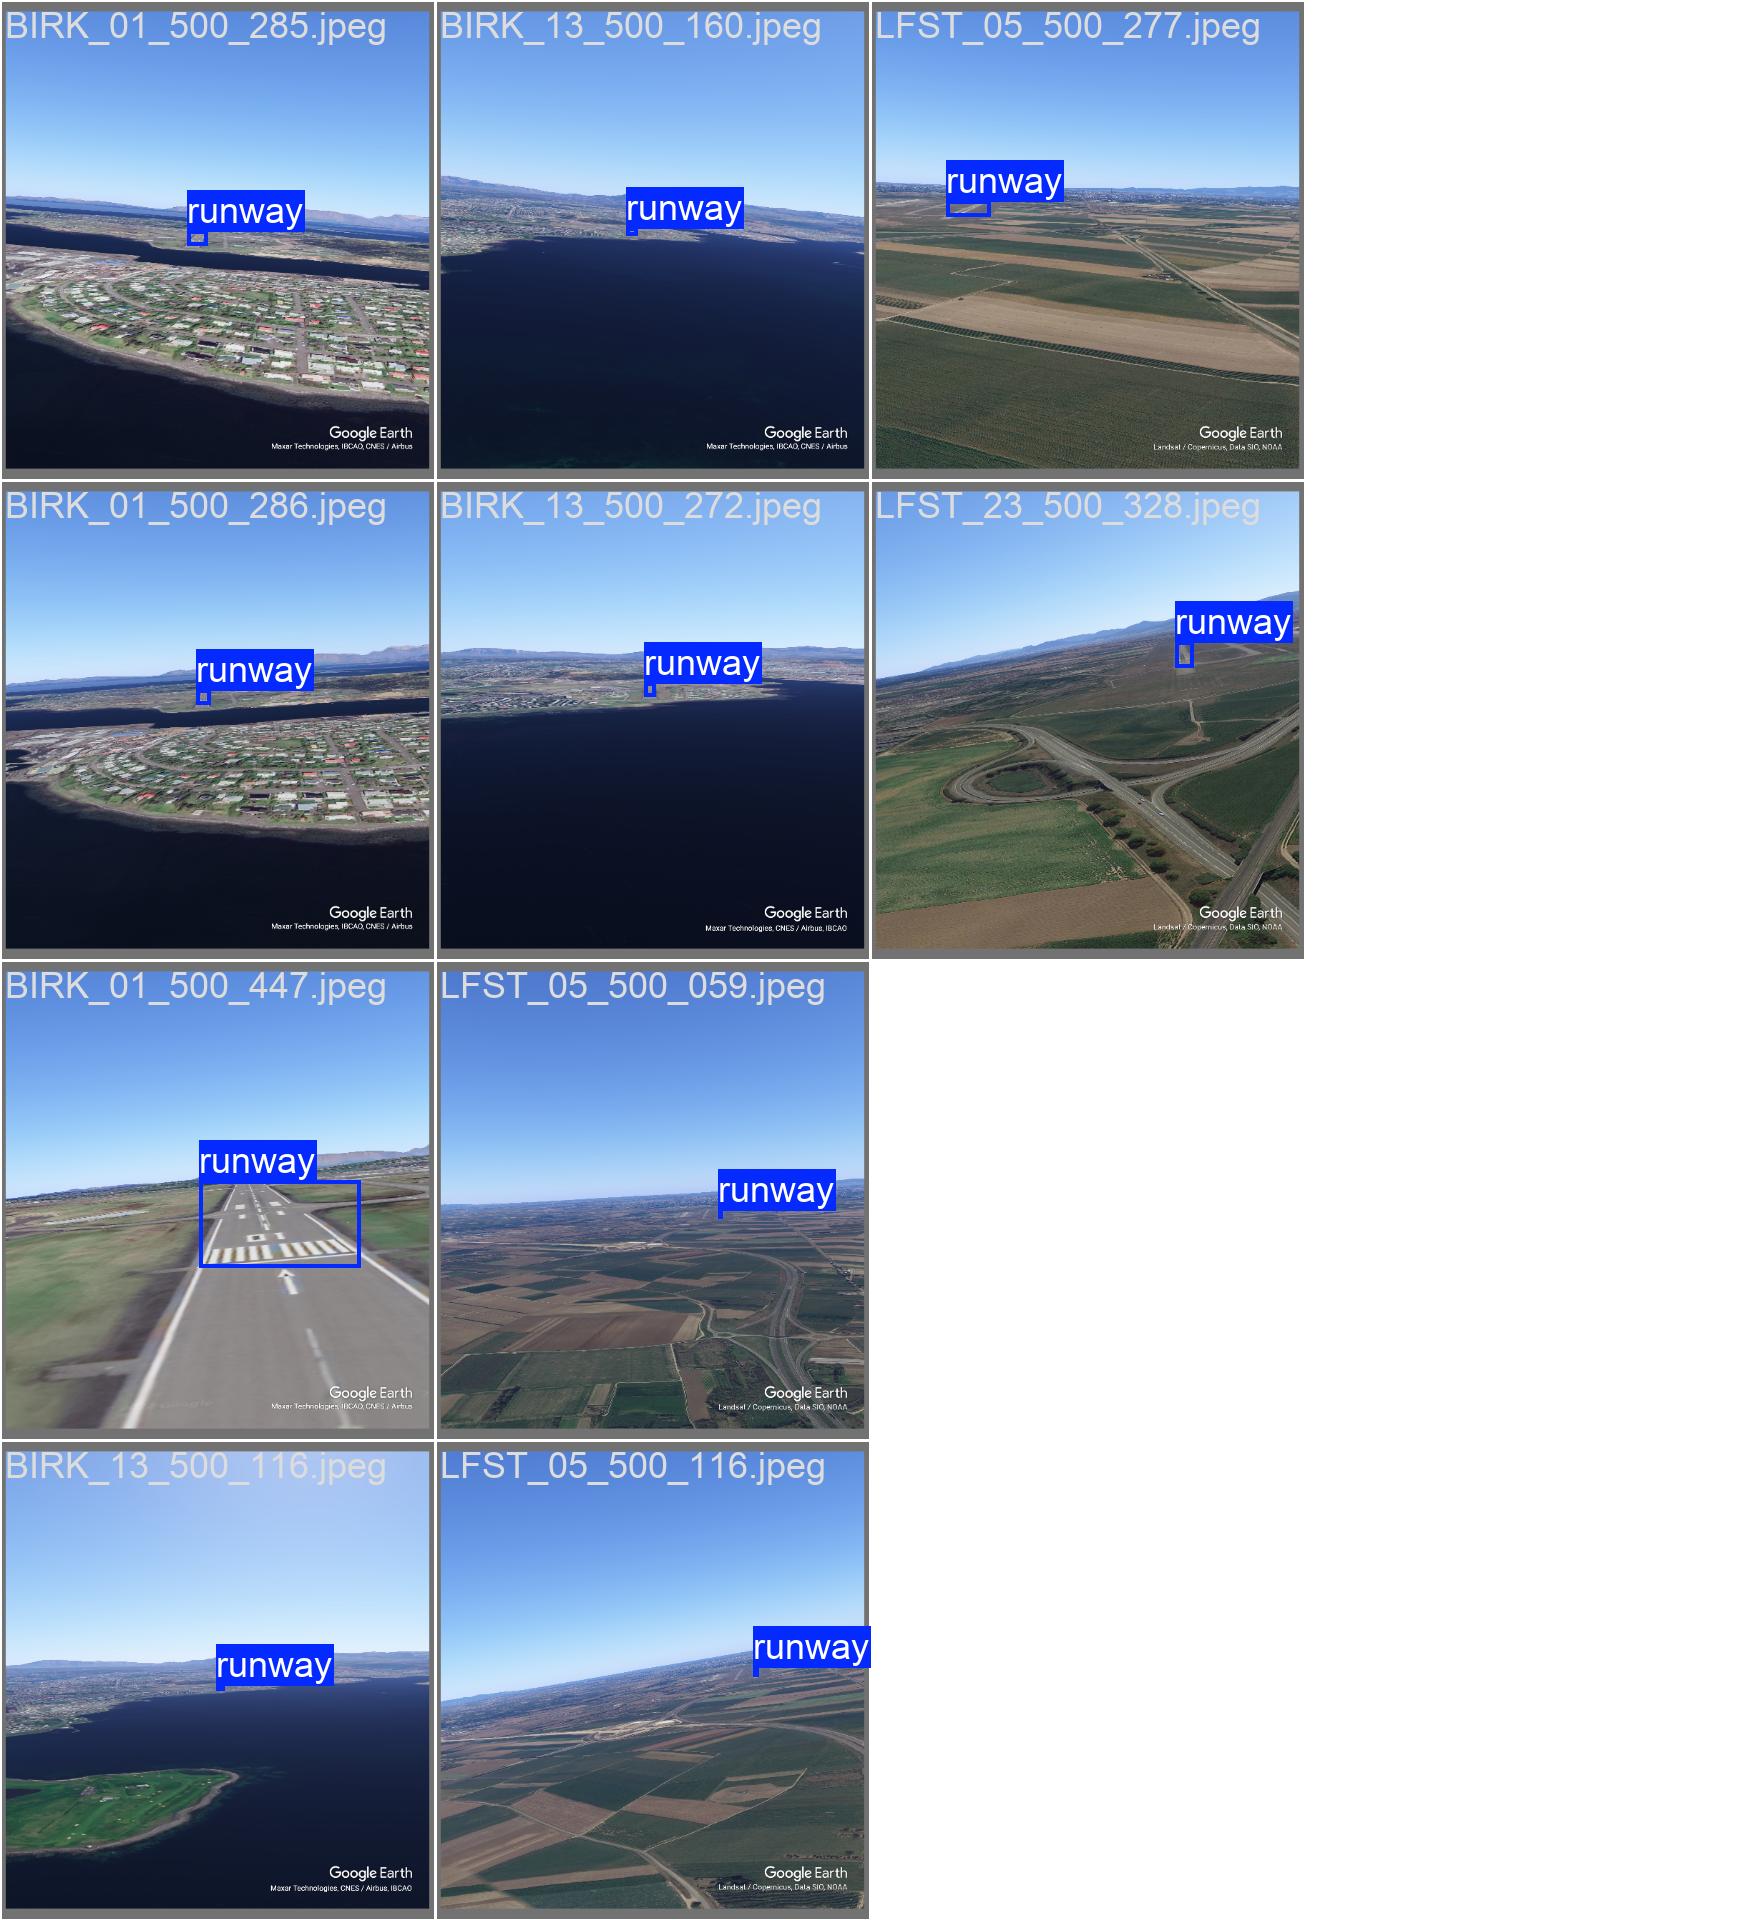 BIRK_01_500_285.jpeg
runway
Google Earth
Maxar Technologies, IBCAO, CNES / Airbus
BIRK_13_500_160.jpeg
runway
Google Earth
Maxar Technologies, IBCAO, CNES / Airbus
LFST_05_500_277.jpeg
runway
Google Earth
Landsat / Copernicus, Data SIO, NOAA
BIRK_01_500_286.jpeg
runway
Google Earth
Maxar Technologies, IBCAO, CNES / Airbus
BIRK_13_500_272.jpeg
runway
Google Earth
Maxar Technologies, CNES / Airbus, IBCAO
LFST_23_500_328.jpeg
runway
Google Earth
Landsat / Copernicus, Data SIO, NOAA
BIRK_01_500_447.jpeg
runway
Google Earth
Maxar Technologies, IBCAO, CNES / Airbus
LFST_05_500_059.jpeg
runway
Google Earth
Landsat / Copernicus, Data SIO, NOAA
BIRK_13_500_116.jpeg
runway
Google Earth
Maxar Technologies, CNES / Airbus, IBCAO
LFST_05_500_116.jpeg
runway
Google Earth
Landsat / Copernicus, Data SIO, NOAA